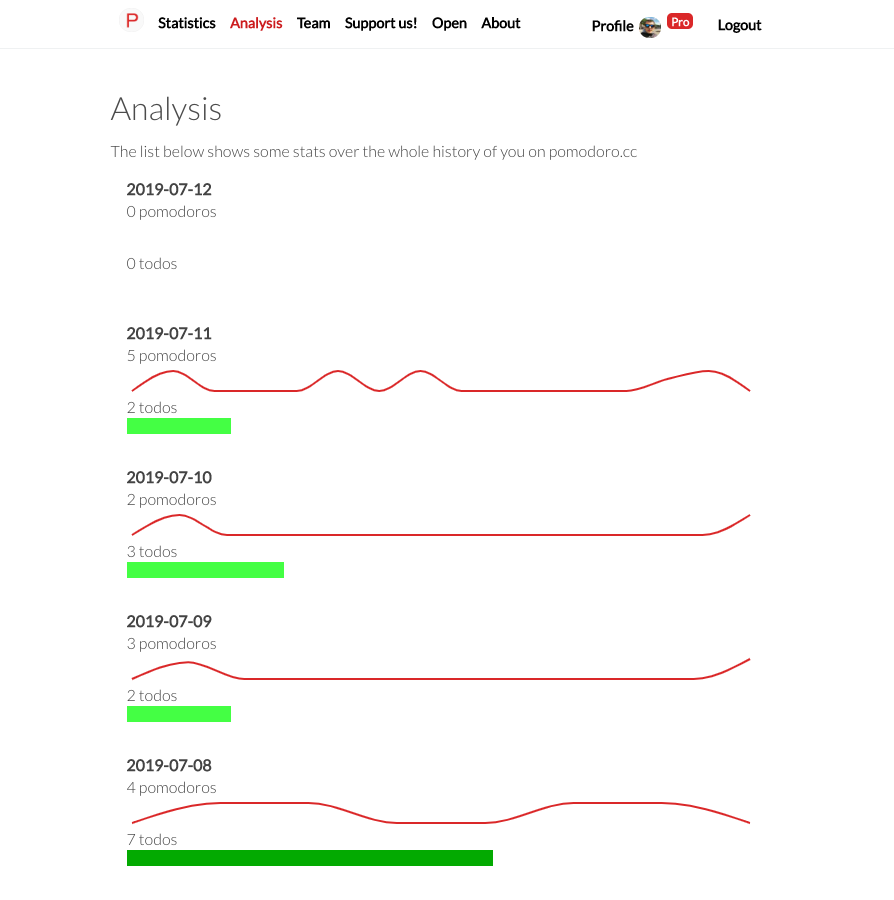 P Statistics Analysis Team Support us! Open About Profile Pro Logout
Analysis
The list below shows some stats over the whole history of you on pomodoro.cc
2019-07-12
0 pomodoros
0 todos
2019-07-11
5 pomodoros
2 todos
2019-07-10
2 pomodoros
3 todos
2019-07-09
3 pomodoros
2 todos
2019-07-08
4 pomodoros
7 todos